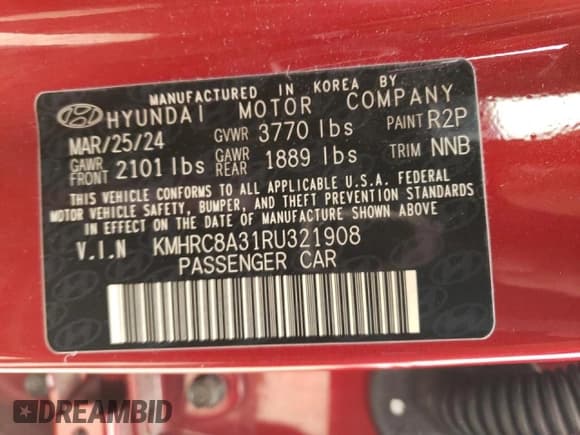 MANUFACTURED IN KOREA BY
HYUNDAI MOTOR COMPANY
MAR/25/24 GVWR 3770 lbs PAINT R2P
GAWR FRONT 2101 lbs GAWR REAR 1889 lbs TRIM NNB
THIS VEHICLE CONFORMS TO ALL APPLICABLE U.S.A. FEDERAL
MOTOR VEHICLE SAFETY, BUMPER, AND THEFT PREVENTION STANDARDS
IN EFFECT ON THE DATE OF MANUFACTURE SHOWN ABOVE.
V.I.N KMHRC8A31RU321908
PASSENGER CAR
DREAMBID